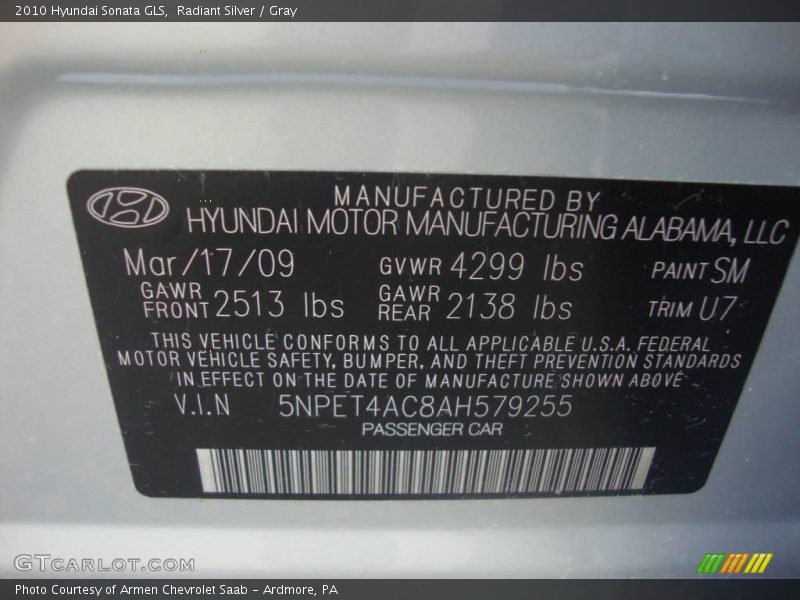 2010 Hyundai Sonata GLS,  Radiant Silver / Gray
MANUFACTURED BY
HYUNDAI MOTOR MANUFACTURING ALABAMA, LLC
Mar/17/09 GVWR 4299 lbs PAINT SM
GAWR FRONT 2513 lbs GAWR REAR 2138 lbs TRIM U7
THIS VEHICLE CONFORMS TO ALL APPLICABLE U.S.A. FEDERAL
MOTOR VEHICLE SAFETY, BUMPER, AND THEFT PREVENTION STANDARDS
IN EFFECT ON THE DATE OF MANUFACTURE SHOWN ABOVE
V.I.N 5NPET4AC8AH579255
PASSENGER CAR
GTCARLOT.COM
Photo Courtesy of Armen Chevrolet Saab - Ardmore, PA